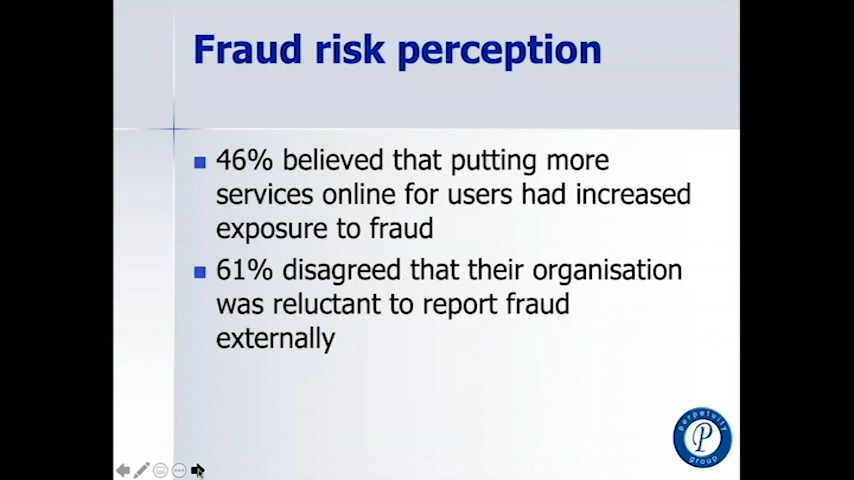 Fraud risk perception
46% believed that putting more
services online for users had increased
exposure to fraud
61% disagreed that their organisation
was reluctant to report fraud
externally
perpetuity
P
group